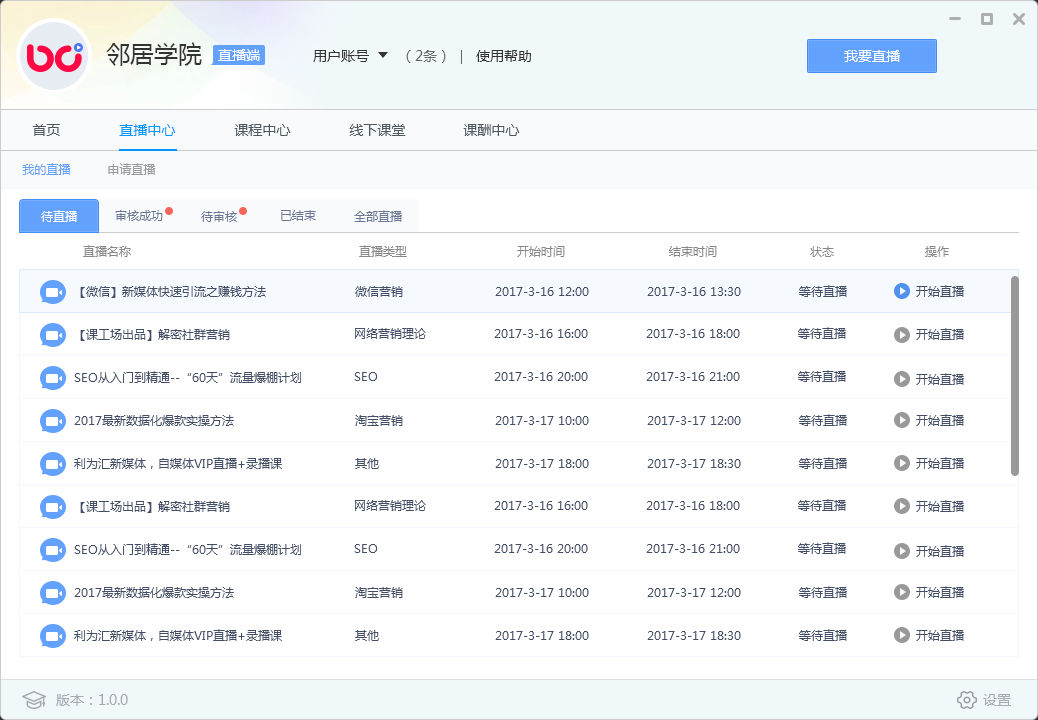 邻居学院 直播端 用户账号 （2条） | 使用帮助 我要直播
首页 直播中心 课程中心 线下课堂 课酬中心
我的直播 申请直播
待直播 审核成功 待审核 已结束 全部直播
直播名称 直播类型 开始时间 结束时间 状态 操作
【微信】新媒体快速引流之赚钱方法 微信营销 2017-3-16 12:00 2017-3-16 13:30 等待直播 开始直播
【课工场出品】解密社群营销 网络营销理论 2017-3-16 16:00 2017-3-16 18:00 等待直播 开始直播
SEO从入门到精通--“60天”流量爆棚计划 SEO 2017-3-16 20:00 2017-3-16 21:00 等待直播 开始直播
2017最新数据化爆款实操方法 淘宝营销 2017-3-17 10:00 2017-3-17 12:00 等待直播 开始直播
利为汇新媒体，自媒体VIP直播+录播课 其他 2017-3-17 18:00 2017-3-17 18:30 等待直播 开始直播
【课工场出品】解密社群营销 网络营销理论 2017-3-16 16:00 2017-3-16 18:00 等待直播 开始直播
SEO从入门到精通--“60天”流量爆棚计划 SEO 2017-3-16 20:00 2017-3-16 21:00 等待直播 开始直播
2017最新数据化爆款实操方法 淘宝营销 2017-3-17 10:00 2017-3-17 12:00 等待直播 开始直播
利为汇新媒体，自媒体VIP直播+录播课 其他 2017-3-17 18:00 2017-3-17 18:30 等待直播 开始直播
版本：1.0.0 设置